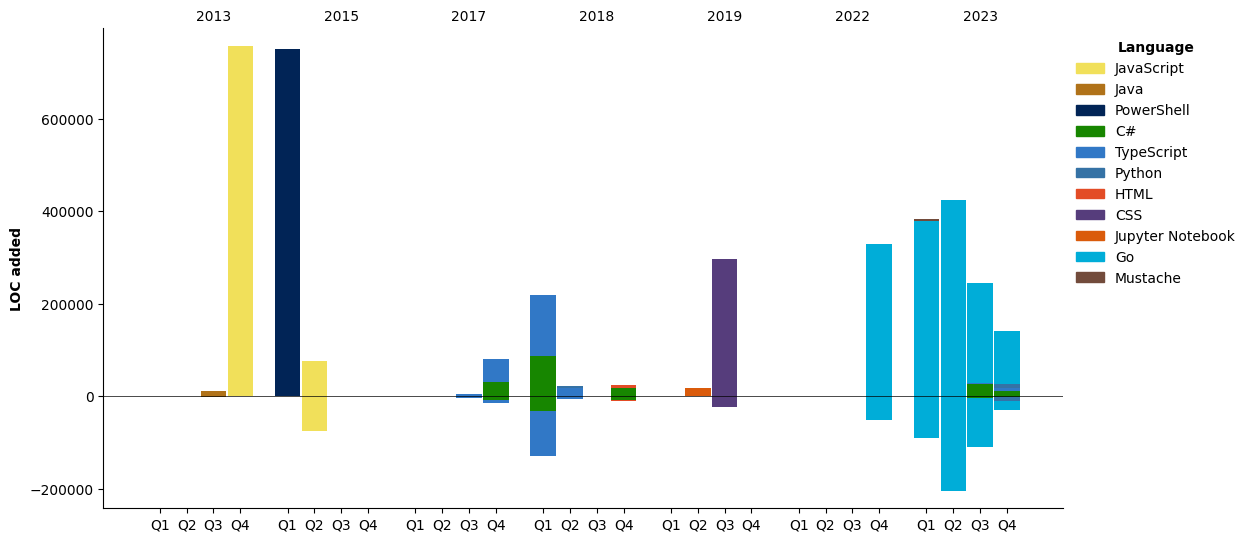 2013 2015 2017 2018 2019 2022 2023
LOC added
600000
400000
200000
0
−200000
Q1 Q2 Q3 Q4 Q1 Q2 Q3 Q4 Q1 Q2 Q3 Q4 Q1 Q2 Q3 Q4 Q1 Q2 Q3 Q4 Q1 Q2 Q3 Q4 Q1 Q2 Q3 Q4
Language
JavaScript
Java
PowerShell
C#
TypeScript
Python
HTML
CSS
Jupyter Notebook
Go
Mustache